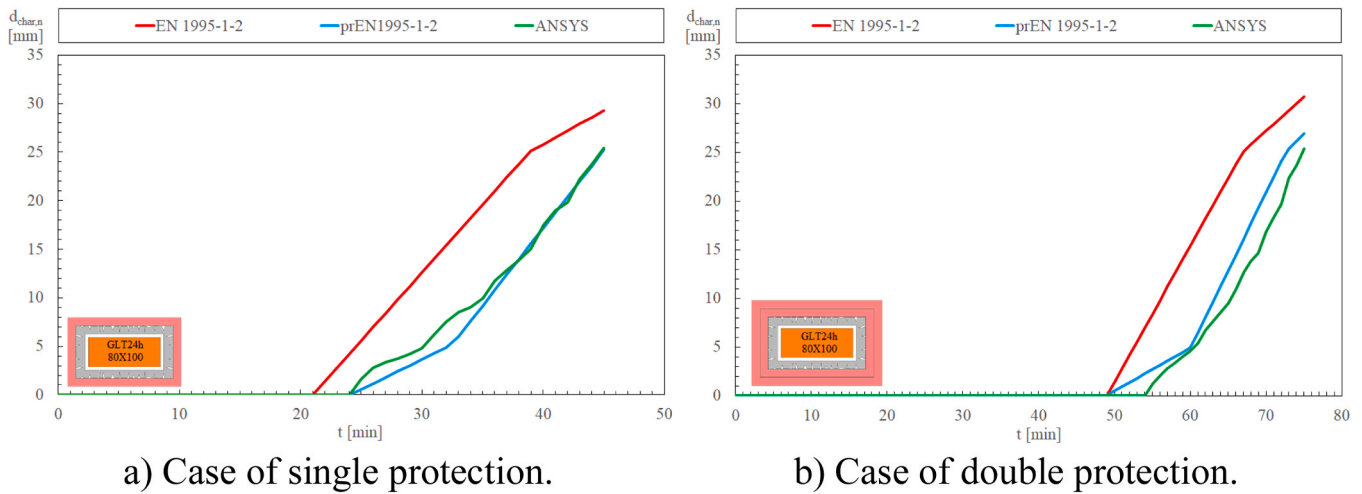 d_char,n
[mm]
EN 1995-1-2 prEN1995-1-2 ANSYS
35
30
25
20
15
10
5
0
GLT24h
80X100
0 10 20 30 40 50
t [min]
a) Case of single protection.
d_char,n
[mm]
EN 1995-1-2 prEN 1995-1-2 ANSYS
35
30
25
20
15
10
5
0
GLT24h
80X100
0 10 20 30 40 50 60 70 80
t [min]
b) Case of double protection.